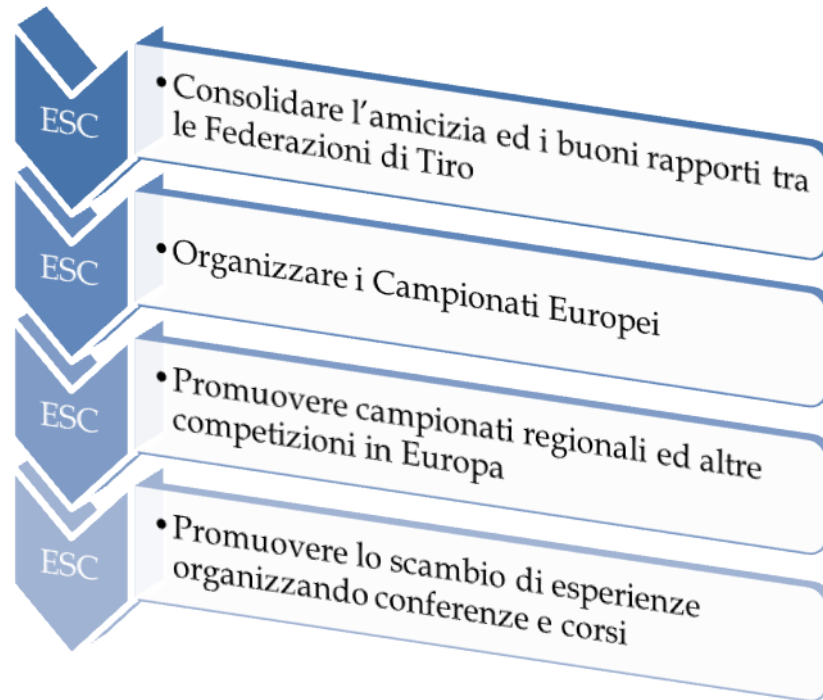 ESC
• Consolidare l'amicizia ed i buoni rapporti tra
le Federazioni di Tiro
ESC
• Organizzare i Campionati Europei
ESC
• Promuovere campionati regionali ed altre
competizioni in Europa
ESC
• Promuovere lo scambio di esperienze
organizzando conferenze e corsi